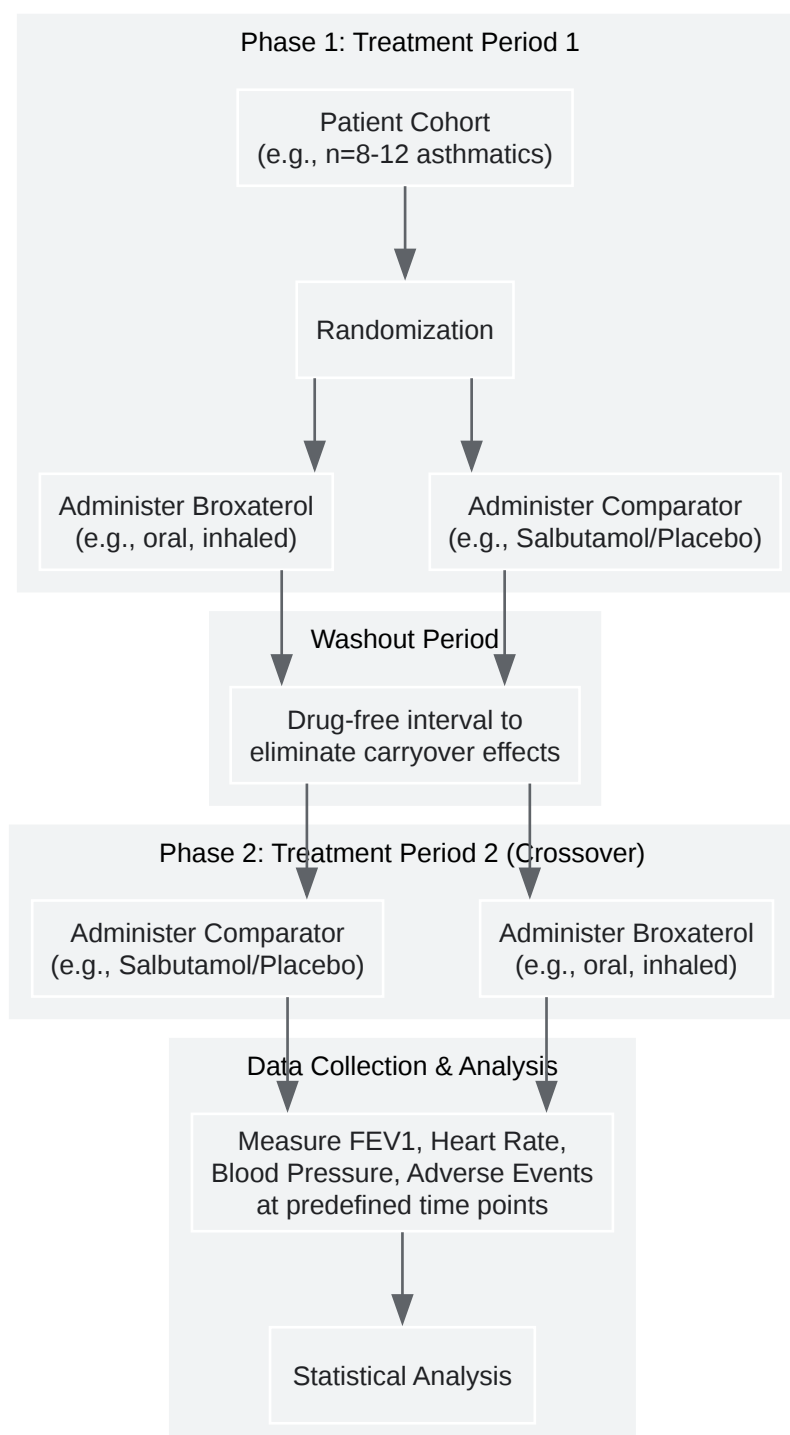 Phase 1: Treatment Period 1
Patient Cohort
(e.g., n=8-12 asthmatics)
Randomization
Administer Broxaterol
(e.g., oral, inhaled)
Administer Comparator
(e.g., Salbutamol/Placebo)
Washout Period
Drug-free interval to
eliminate carryover effects
Phase 2: Treatment Period 2 (Crossover)
Administer Comparator
(e.g., Salbutamol/Placebo)
Administer Broxaterol
(e.g., oral, inhaled)
Data Collection & Analysis
Measure FEV1, Heart Rate,
Blood Pressure, Adverse Events
at predefined time points
Statistical Analysis